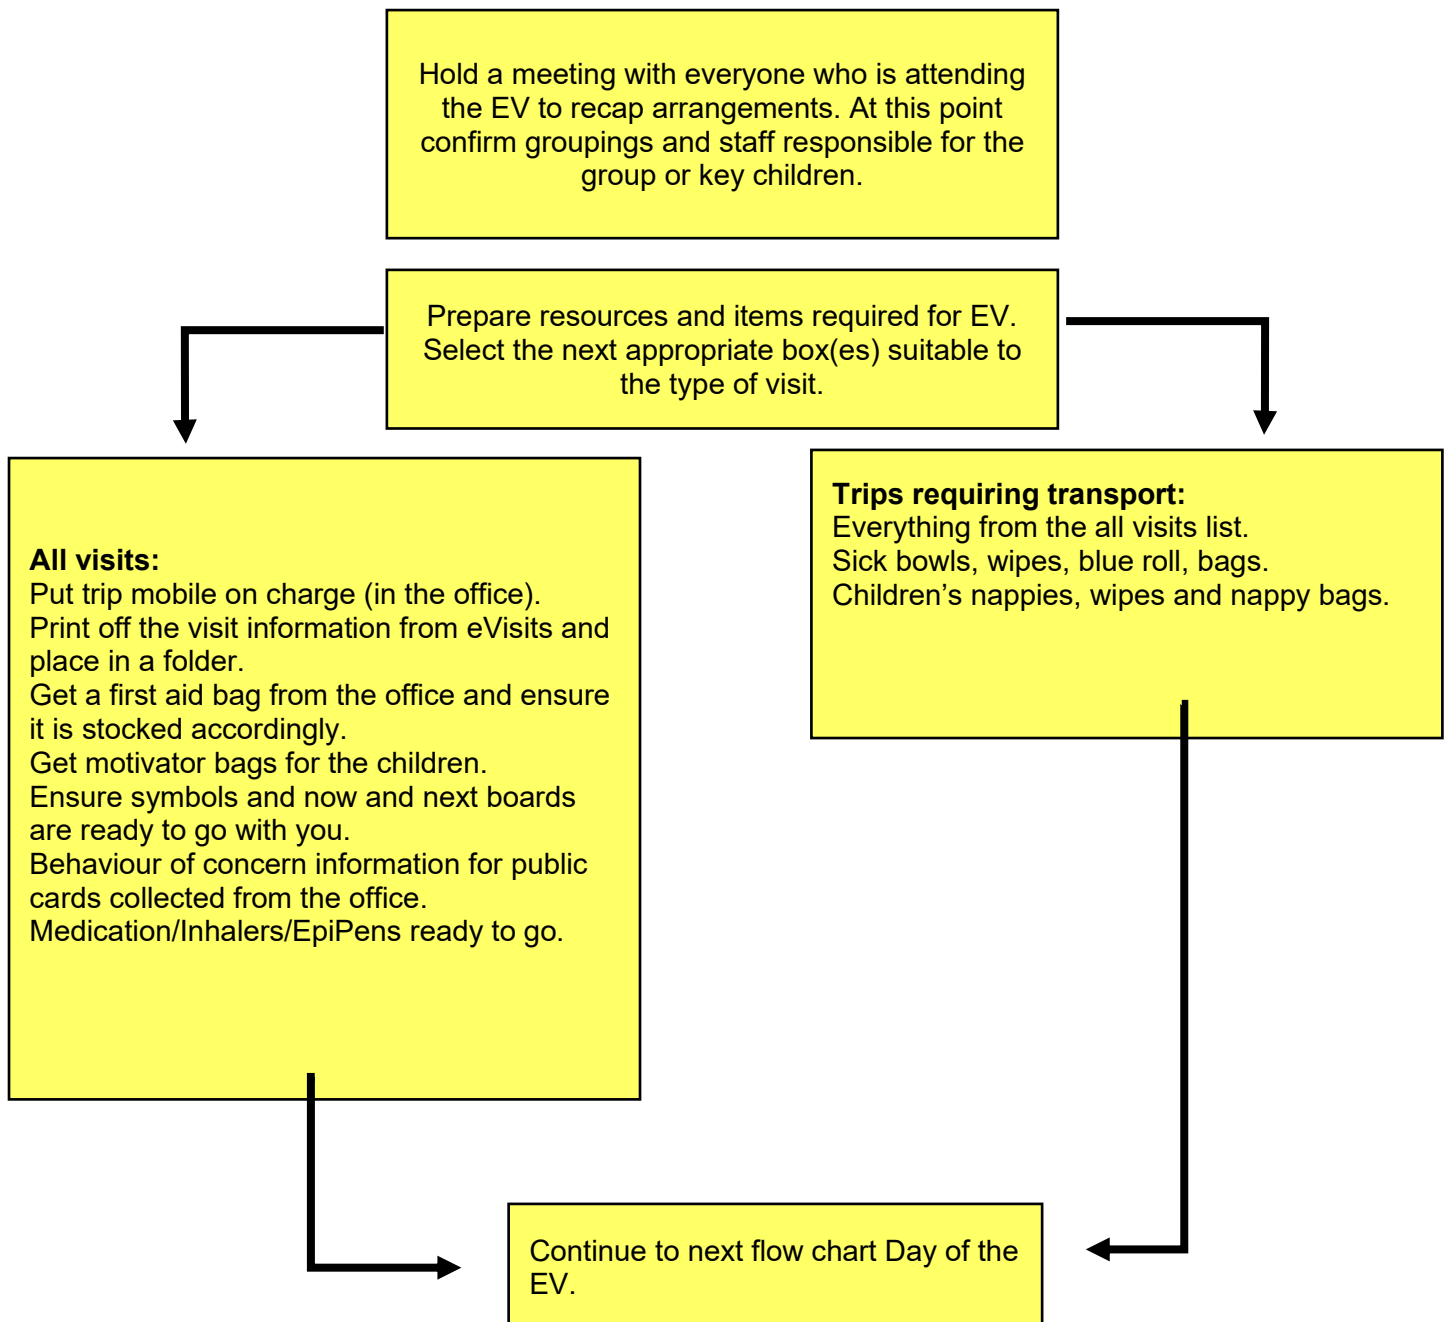 Hold a meeting with everyone who is attending
the EV to recap arrangements. At this point
confirm groupings and staff responsible for the
group or key children.
Prepare resources and items required for EV.
Select the next appropriate box(es) suitable to
the type of visit.
All visits:
Put trip mobile on charge (in the office).
Print off the visit information from eVisits and
place in a folder.
Get a first aid bag from the office and ensure
it is stocked accordingly.
Get motivator bags for the children.
Ensure symbols and now and next boards
are ready to go with you.
Behaviour of concern information for public
cards collected from the office.
Medication/Inhalers/EpiPens ready to go.
Trips requiring transport:
Everything from the all visits list.
Sick bowls, wipes, blue roll, bags.
Children’s nappies, wipes and nappy bags.
Continue to next flow chart Day of the
EV.